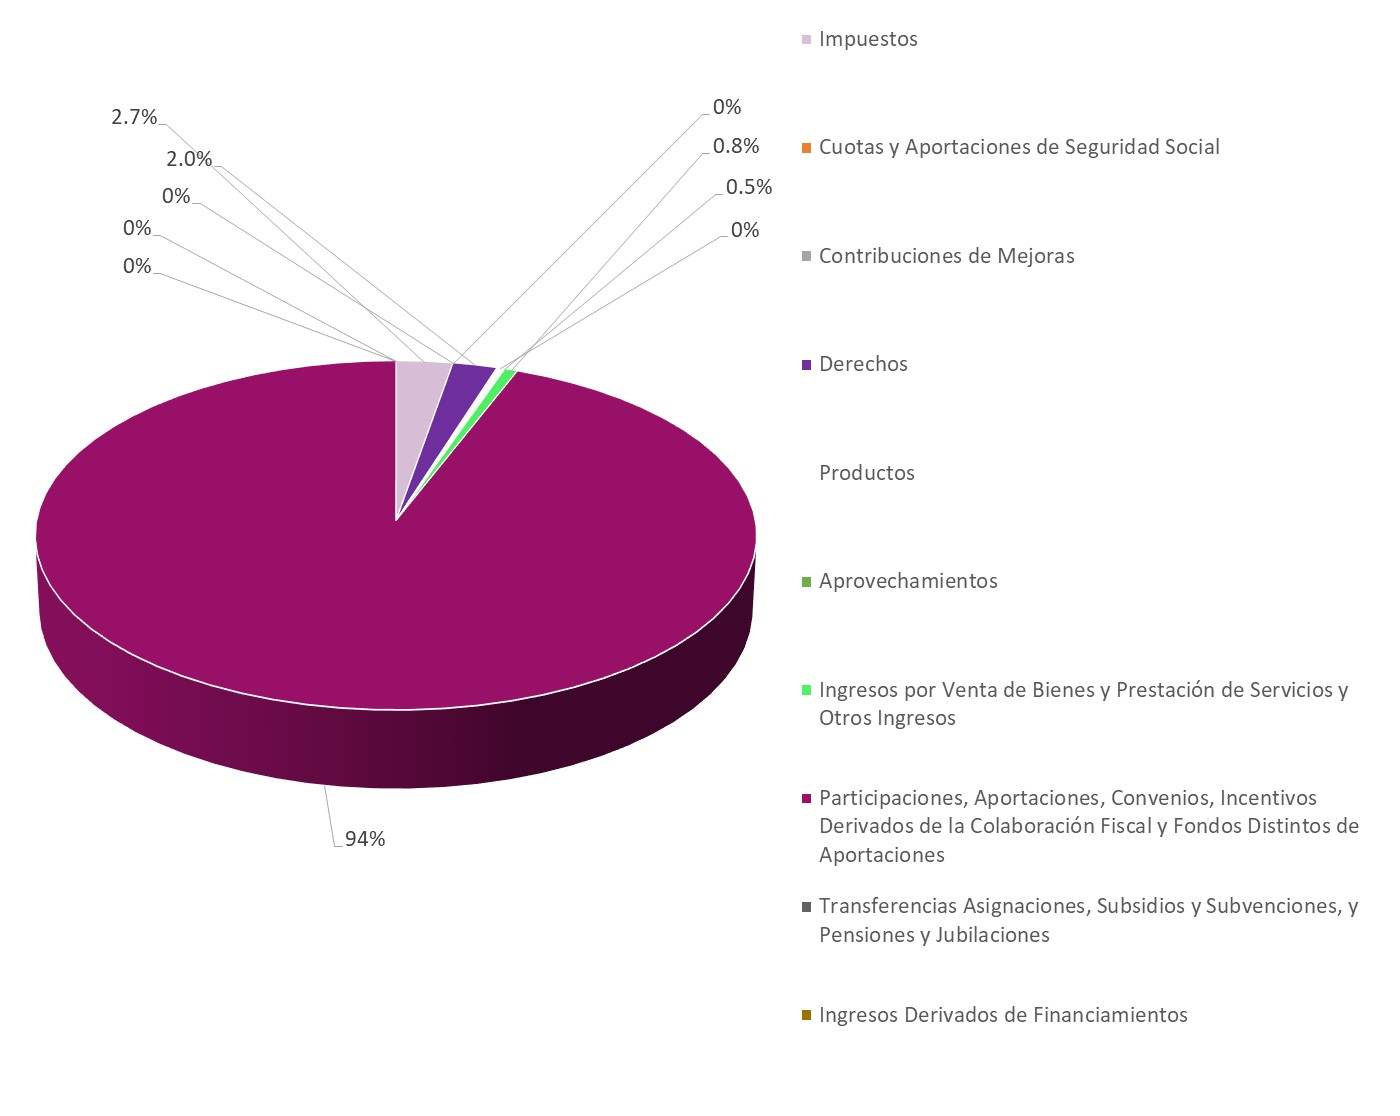 2.7%
2.0%
0%
0%
0%
0%
0.8%
0.5%
0%
94%
Impuestos
Cuotas y Aportaciones de Seguridad Social
Contribuciones de Mejoras
Derechos
Productos
Aprovechamientos
Ingresos por Venta de Bienes y Prestación de Servicios y
Otros Ingresos
Participaciones, Aportaciones, Convenios, Incentivos
Derivados de la Colaboración Fiscal y Fondos Distintos de
Aportaciones
Transferencias Asignaciones, Subsidios y Subvenciones, y
Pensiones y Jubilaciones
Ingresos Derivados de Financiamientos